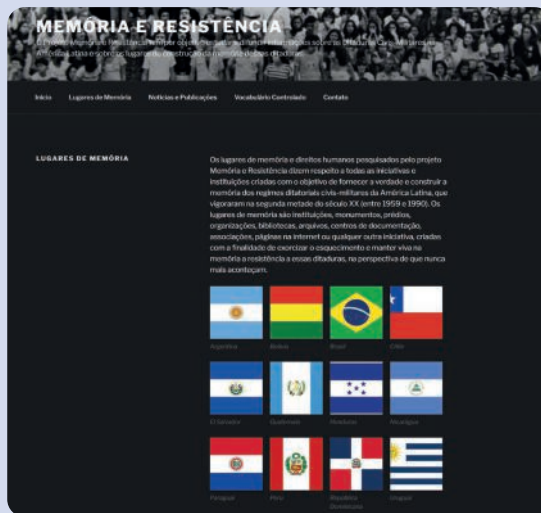 MEMÓRIA E RESISTÊNCIA
Início Lugares de Memória Notícias e Publicações Vocabulário Controlado Contato
LUGARES DE MEMÓRIA
Os lugares de memória e direitos humanos pesquisados pelo projeto
Memória e Resistência dizem respeito a todas as iniciativas e
instituições criadas com o objetivo de fornecer a verdade e construir a
memória dos regimes ditatoriais civis-militares da América Latina, que
vigoraram na segunda metade do século XX (entre 1959 e 1990). Os
lugares de memória são instituições, monumentos, prédios,
organizações, bibliotecas, arquivos, centros de documentação,
associações, páginas na internet ou qualquer outra iniciativa, criadas
com a finalidade de exorcizar o esquecimento e manter viva na
memória a resistência a essas ditaduras, na perspectiva de que nunca
mais aconteçam.
Argentina Bolívia Brasil Chile
El Salvador Guatemala Honduras Nicarágua
Paraguai Peru República Uruguai
Dominicana